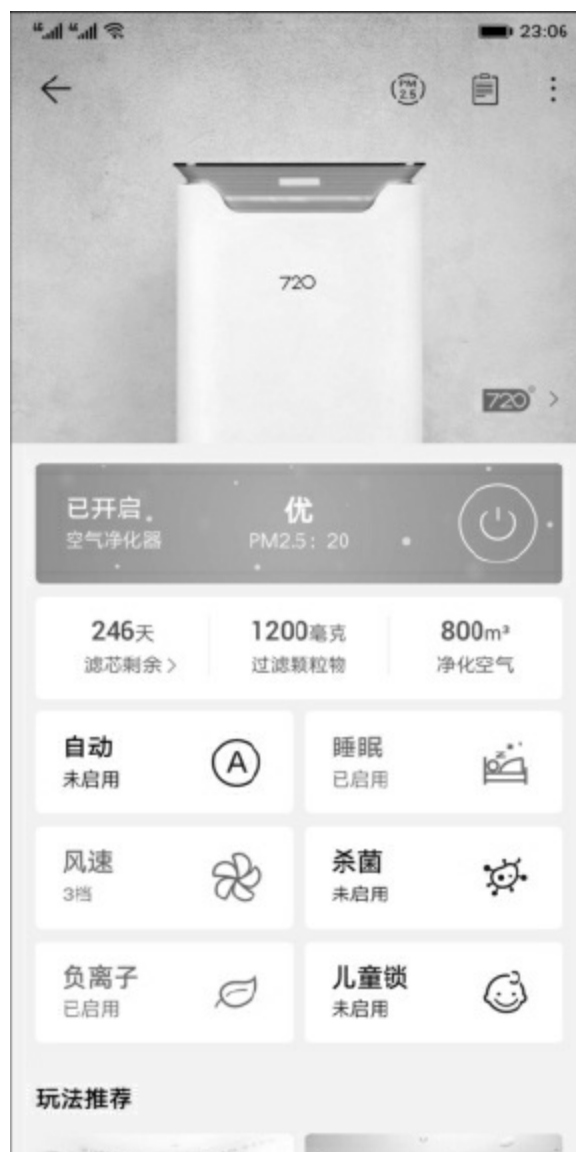 23:06
PM
2.5
720
720
已开启
优
空气净化器
PM2.5：20
246天
1200毫克
800m³
滤芯剩余
过滤颗粒物
净化空气
自动
未启用
A
睡眠
已启用
风速
3挡
杀菌
未启用
负离子
已启用
儿童锁
未启用
玩法推荐